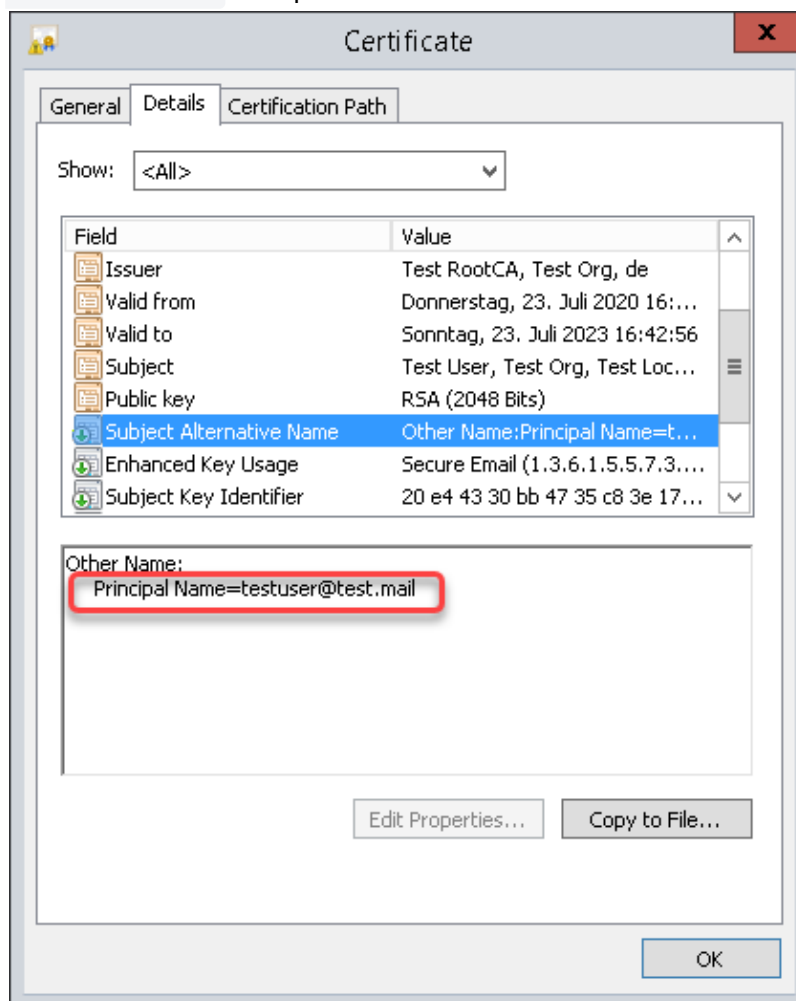 Certificate
x
General Details Certification Path
Show: <All>
Field Value
Issuer Test RootCA, Test Org, de
Valid from Donnerstag, 23. Juli 2020 16:...
Valid to Sonntag, 23. Juli 2023 16:42:56
Subject Test User, Test Org, Test Loc...
Public key RSA (2048 Bits)
Subject Alternative Name Other Name:Principal Name=t...
Enhanced Key Usage Secure Email (1.3.6.1.5.5.7.3....
Subject Key Identifier 20 e4 43 30 bb 47 35 c8 3e 17...
Other Name:
Principal Name=testuser@test.mail
Edit Properties... Copy to File...
OK